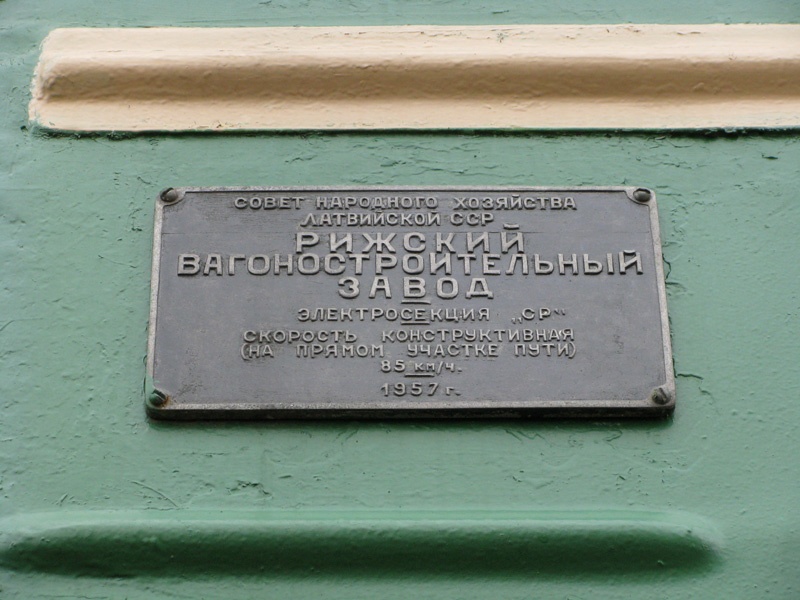 СОВЕТ НАРОДНОГО ХОЗЯЙСТВА
ЛАТВИЙСКОЙ ССР
РИЖСКИЙ
ВАГОНОСТРОИТЕЛЬНЫЙ
ЗАВОД
ЭЛЕКТРОСЕКЦИЯ „СР"
СКОРОСТЬ КОНСТРУКТИВНАЯ
(НА ПРЯМОМ УЧАСТКЕ ПУТИ)
85 км/ч.
1957 г.